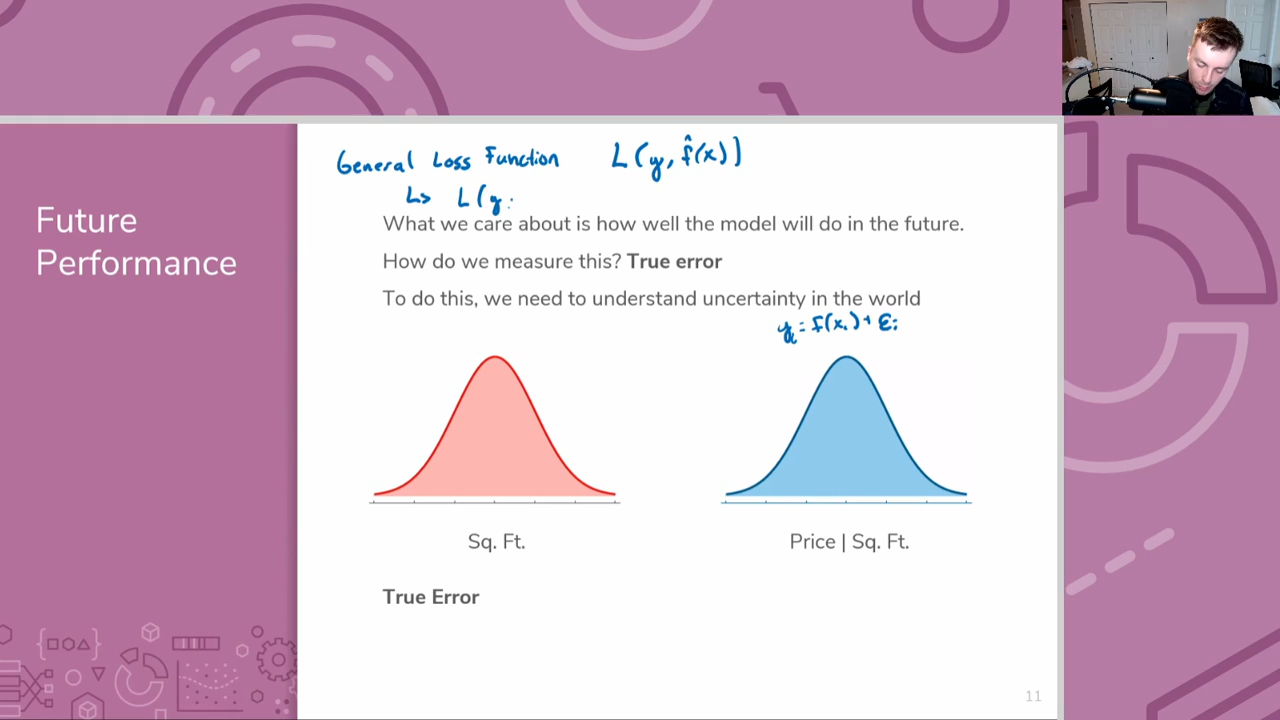 Future
Performance
General Loss Function L(y, f̂(x))
↳ L(y:
What we care about is how well the model will do in the future.
How do we measure this? True error
To do this, we need to understand uncertainty in the world
yᵢ = f(xᵢ) + εᵢ
Sq. Ft.
Price | Sq. Ft.
True Error
11